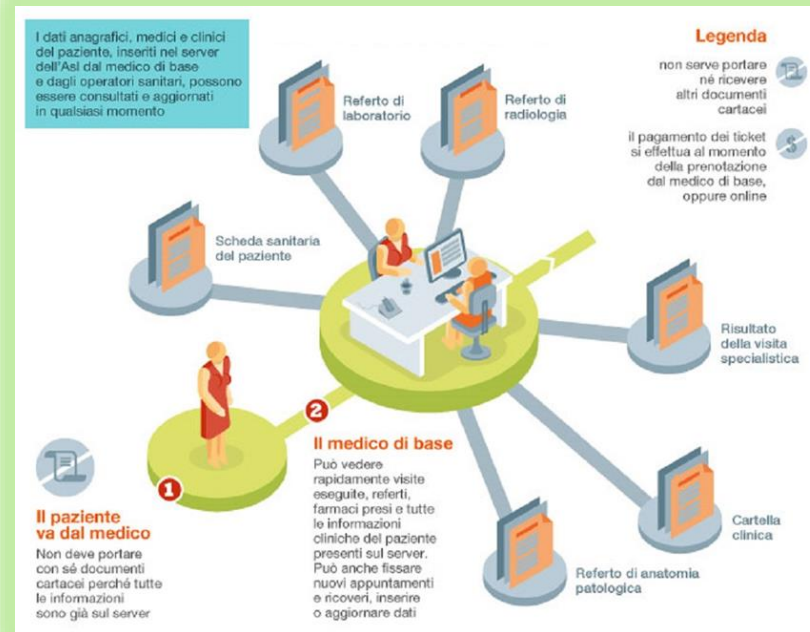 I dati anagrafici, medici e clinici
del paziente, inseriti nel server
dell'Asl dal medico di base
e dagli operatori sanitari, possono
essere consultati e aggiornati
in qualsiasi momento
Legenda
non serve portare
né ricevere
altri documenti
cartacei
il pagamento dei ticket
si effettua al momento
della prenotazione
dal medico di base,
oppure online
$
Referto di
laboratorio
Referto di
radiologia
Scheda sanitaria
del paziente
Risultato
della visita
specialistica
1
Il paziente
va dal medico
Non deve portare
con sé documenti
cartacei perché tutte
le informazioni
sono già sul server
2
Il medico di base
Può vedere
rapidamente visite
eseguite, referti,
farmaci presi e tutte
le informazioni
cliniche del paziente
presenti sul server.
Può anche fissare
nuovi appuntamenti
e ricoveri, inserire
o aggiornare dati
Cartella
clinica
Referto di anatomia
patologica